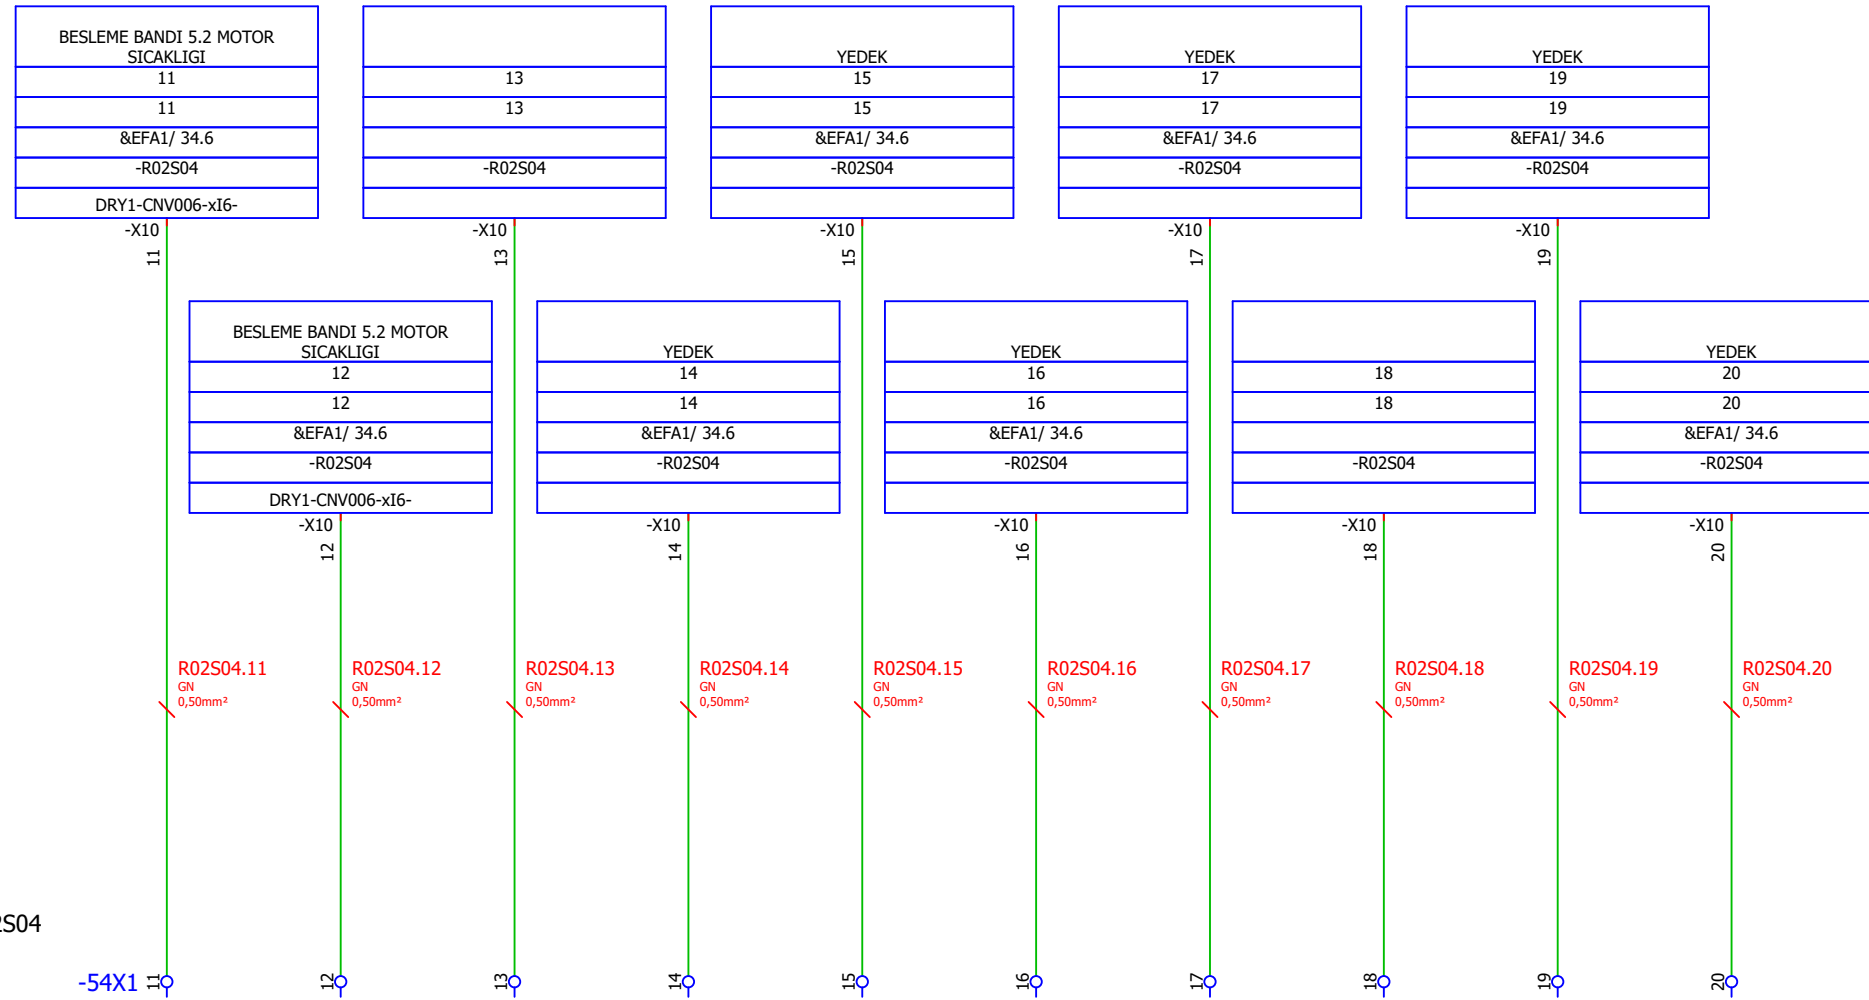 BESLEME BANDI 5.2 MOTOR
SICAKLIGI
11
11
&EFA1/ 34.6
-R02S04
DRY1-CNV006-xI6-
-X10
11
13
13
-R02S04
-X10
13
YEDEK
15
15
&EFA1/ 34.6
-R02S04
-X10
15
YEDEK
17
17
&EFA1/ 34.6
-R02S04
-X10
17
YEDEK
19
19
&EFA1/ 34.6
-R02S04
-X10
19
BESLEME BANDI 5.2 MOTOR
SICAKLIGI
12
12
&EFA1/ 34.6
-R02S04
DRY1-CNV006-xI6-
-X10
12
YEDEK
14
14
&EFA1/ 34.6
-R02S04
-X10
14
YEDEK
16
16
&EFA1/ 34.6
-R02S04
-X10
16
18
18
-R02S04
-X10
18
YEDEK
20
20
&EFA1/ 34.6
-R02S04
-X10
20
R02S04.11
GN
0,50mm²
R02S04.12
GN
0,50mm²
R02S04.13
GN
0,50mm²
R02S04.14
GN
0,50mm²
R02S04.15
GN
0,50mm²
R02S04.16
GN
0,50mm²
R02S04.17
GN
0,50mm²
R02S04.18
GN
0,50mm²
R02S04.19
GN
0,50mm²
R02S04.20
GN
0,50mm²
S04
-54X1
11
12
13
14
15
16
17
18
19
20